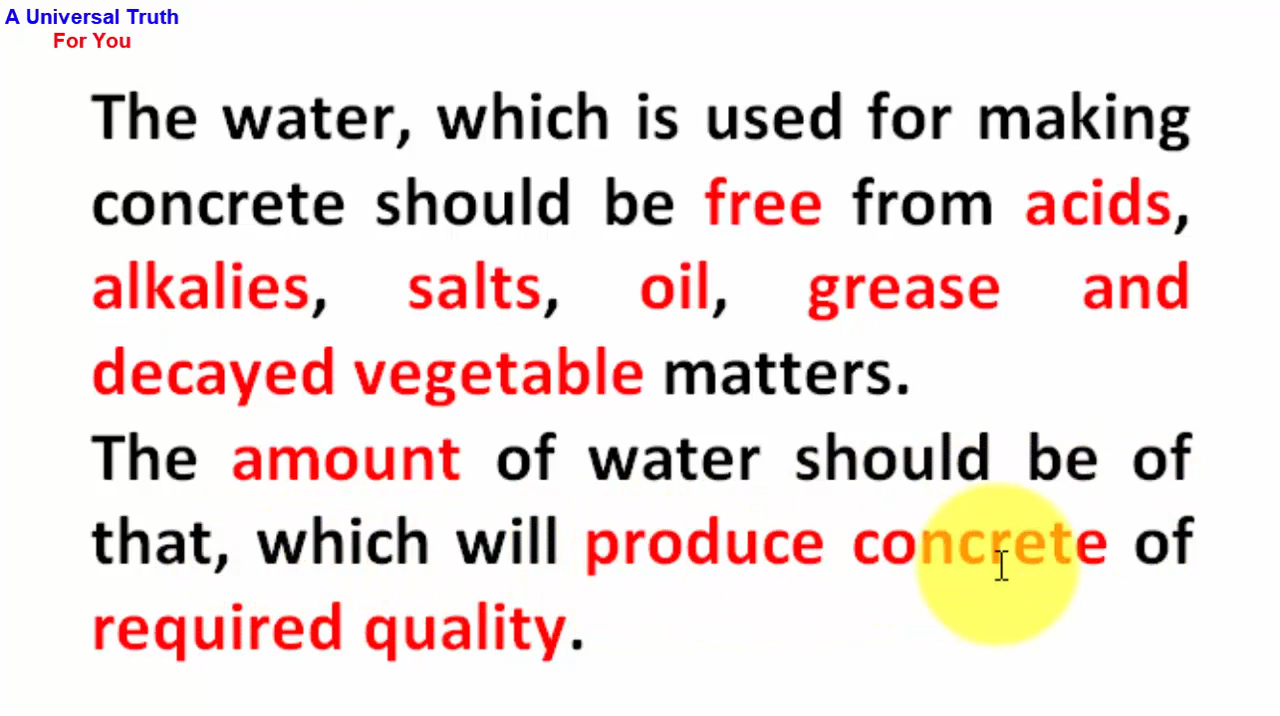 A Universal Truth
For You
The water, which is used for making
concrete should be free from acids,
alkalies, salts, oil, grease and
decayed vegetable matters.
The amount of water should be of
that, which will produce concrete of
required quality.